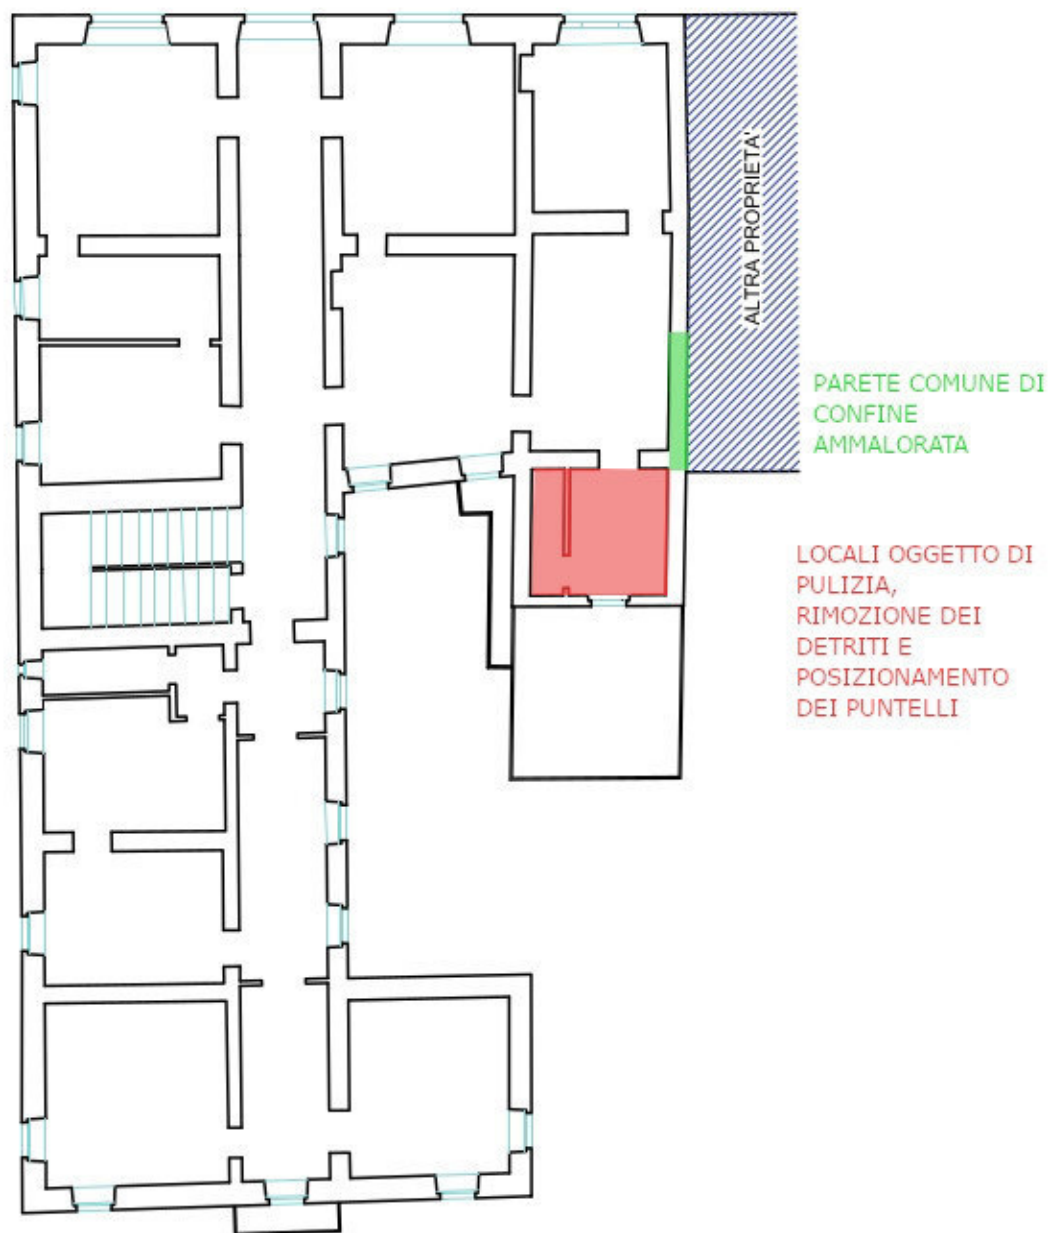 ALTRA PROPRIETA'
PARETE COMUNE DI
CONFINE
AMMALORATA
LOCALI OGGETTO DI
PULIZIA,
RIMOZIONE DEI
DETRITI E
POSIZIONAMENTO
DEI PUNTELLI